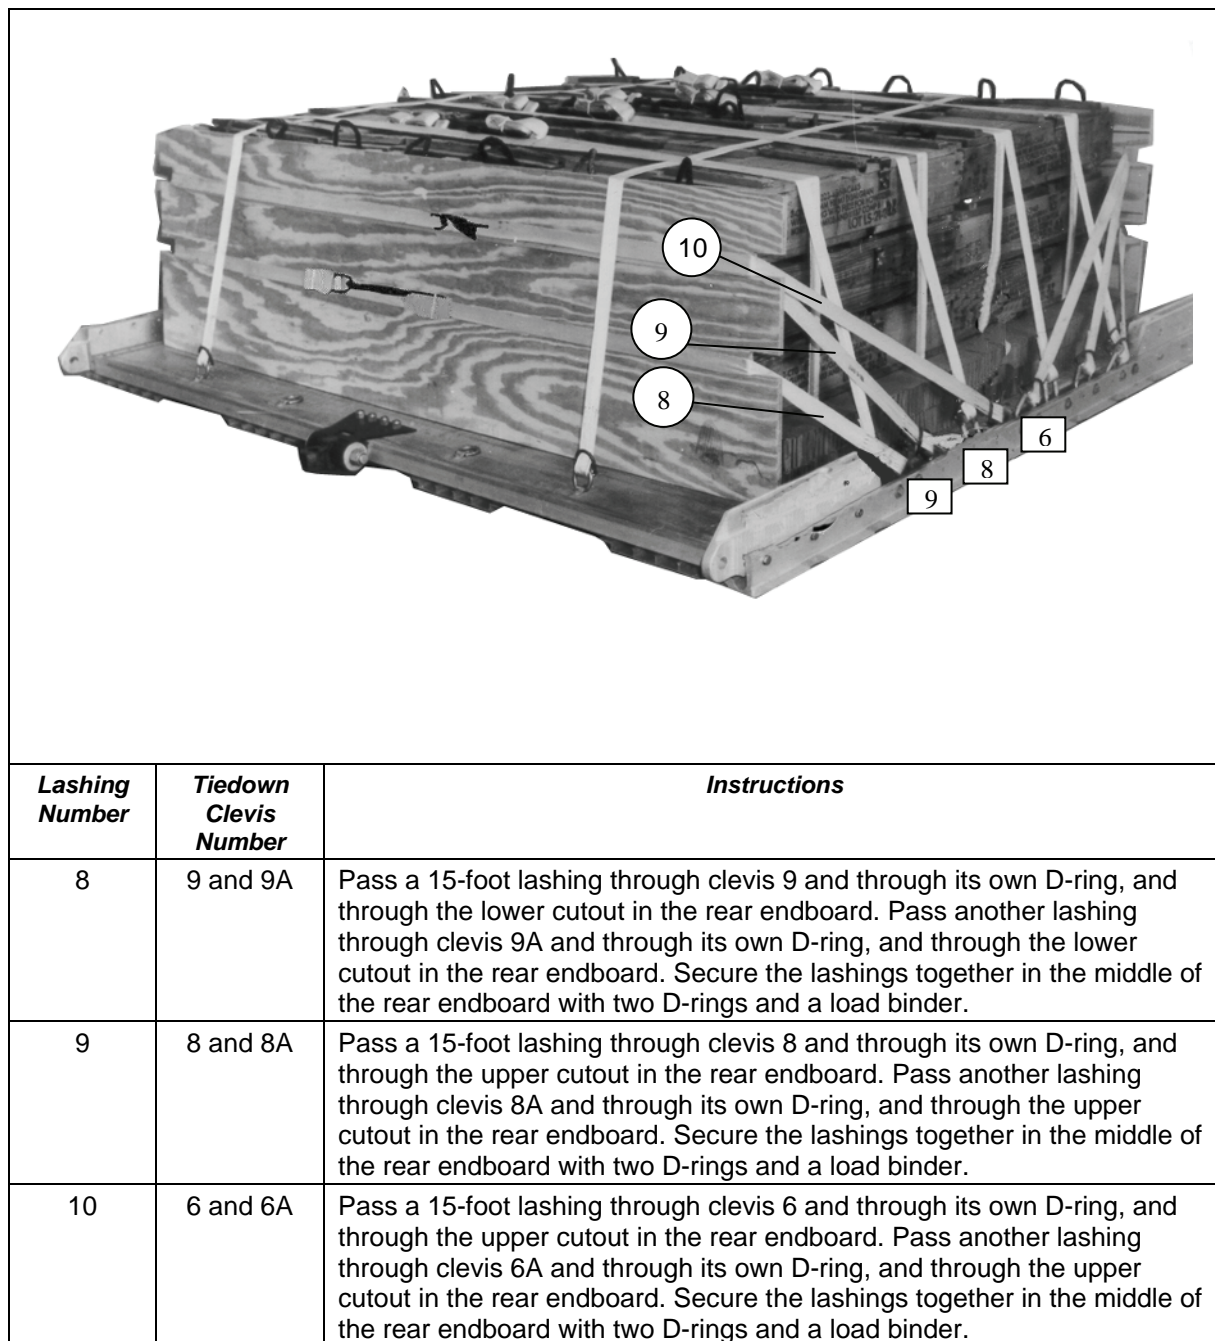 10
9
8
6
8
9
Lashing Number
Tiedown Clevis Number
Instructions
8
9 and 9A
Pass a 15-foot lashing through clevis 9 and through its own D-ring, and
through the lower cutout in the rear endboard. Pass another lashing
through clevis 9A and through its own D-ring, and through the lower
cutout in the rear endboard. Secure the lashings together in the middle of
the rear endboard with two D-rings and a load binder.
9
8 and 8A
Pass a 15-foot lashing through clevis 8 and through its own D-ring, and
through the upper cutout in the rear endboard. Pass another lashing
through clevis 8A and through its own D-ring, and through the upper
cutout in the rear endboard. Secure the lashings together in the middle of
the rear endboard with two D-rings and a load binder.
10
6 and 6A
Pass a 15-foot lashing through clevis 6 and through its own D-ring, and
through the upper cutout in the rear endboard. Pass another lashing
through clevis 6A and through its own D-ring, and through the upper
cutout in the rear endboard. Secure the lashings together in the middle of
the rear endboard with two D-rings and a load binder.